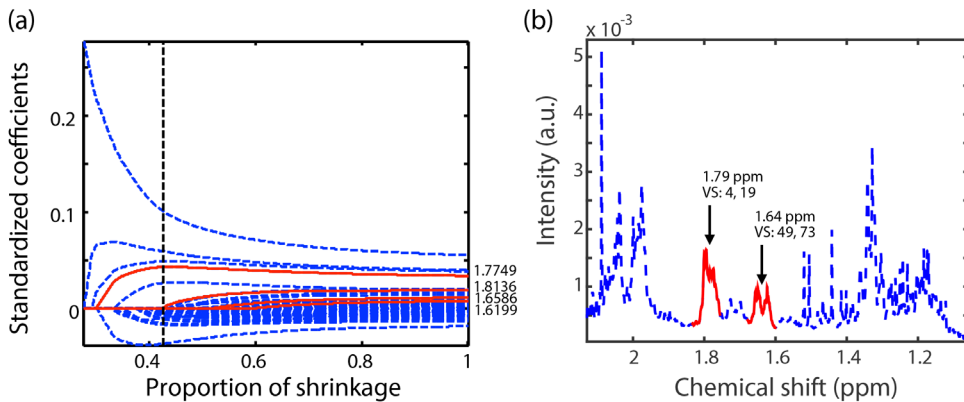 (a)
Standardized coefficients
0.2
0.1
0
0.4
0.6
0.8
1
1.7749
1.8136
1.6586
1.6199
Proportion of shrinkage
(b)
x 10-3
Intensity (a.u.)
5
4
3
2
1
1.79 ppm
VS: 4, 19
1.64 ppm
VS: 49, 73
2
1.8
1.6
1.4
1.2
Chemical shift (ppm)